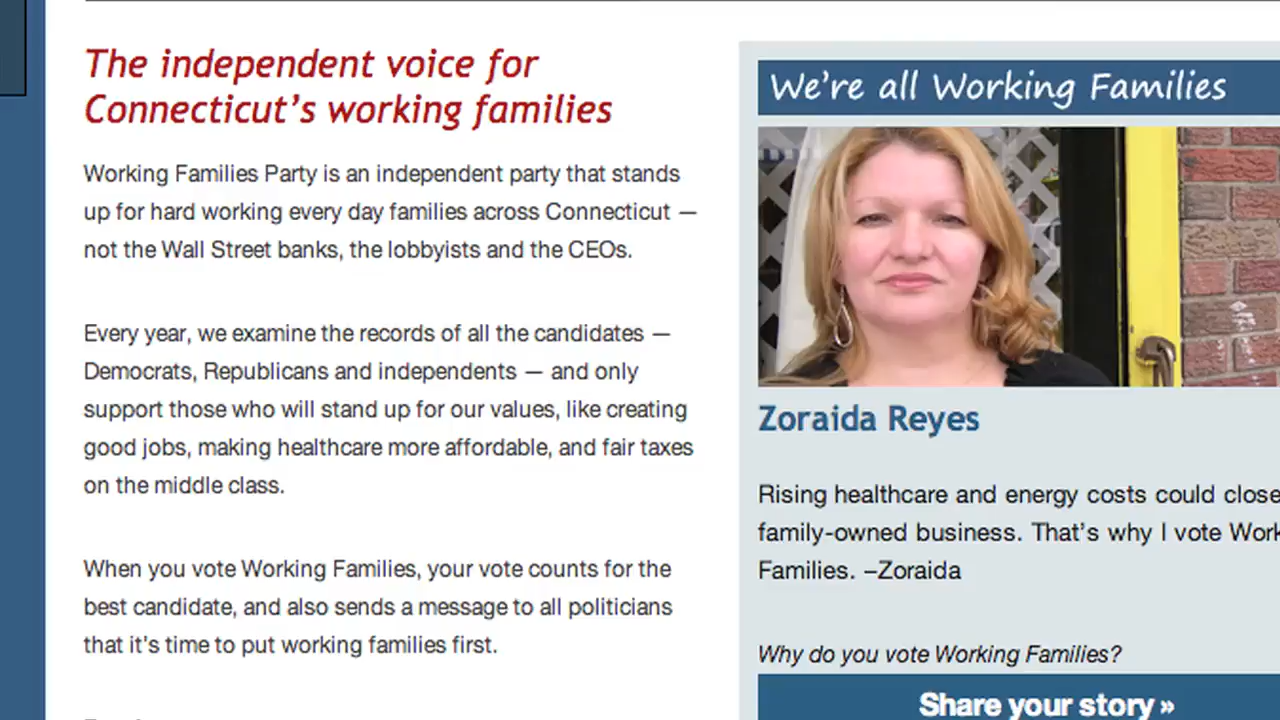 The independent voice for
Connecticut’s working families
Working Families Party is an independent party that stands
up for hard working every day families across Connecticut —
not the Wall Street banks, the lobbyists and the CEOs.
Every year, we examine the records of all the candidates —
Democrats, Republicans and independents — and only
support those who will stand up for our values, like creating
good jobs, making healthcare more affordable, and fair taxes
on the middle class.
When you vote Working Families, your vote counts for the
best candidate, and also sends a message to all politicians
that it's time to put working families first.
We’re all Working Families
Zoraida Reyes
Rising healthcare and energy costs could close
family-owned business. That’s why I vote Work
Families. –Zoraida
Why do you vote Working Families?
Share your story »